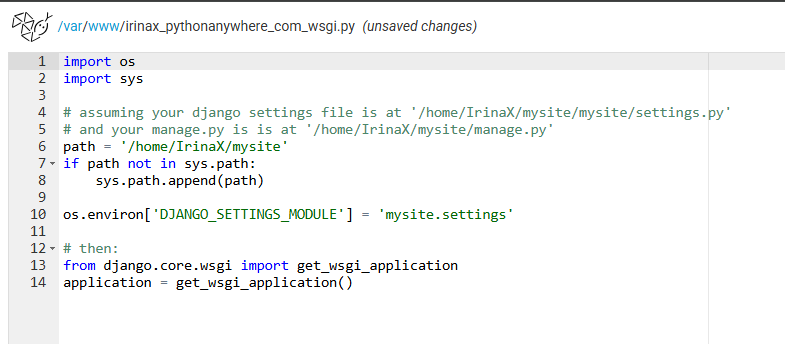 /var/www/irinax_pythonanywhere_com_wsgi.py (unsaved changes)
1 import os
2 import sys
3
4 # assuming your django settings file is at '/home/IrinaX/mysite/mysite/settings.py'
5 # and your manage.py is is at '/home/IrinaX/mysite/manage.py'
6 path = '/home/IrinaX/mysite'
7 if path not in sys.path:
8     sys.path.append(path)
9
10 os.environ['DJANGO_SETTINGS_MODULE'] = 'mysite.settings'
11
12 # then:
13 from django.core.wsgi import get_wsgi_application
14 application = get_wsgi_application()